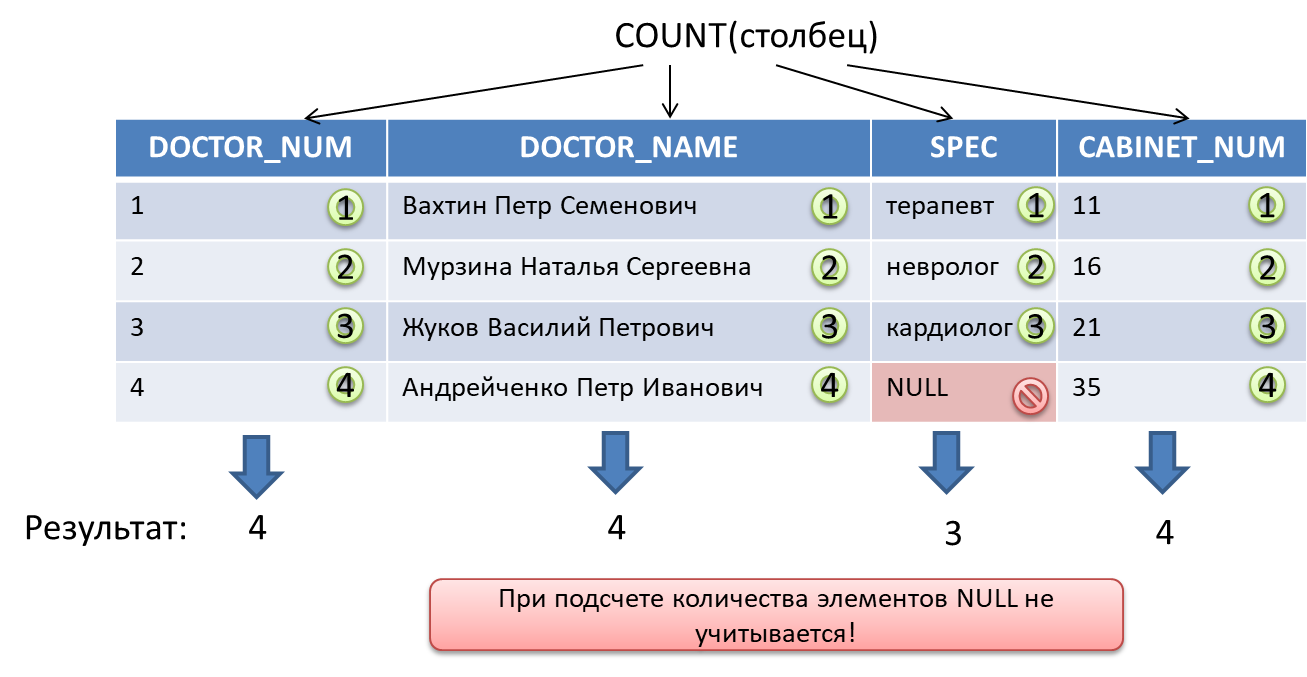 COUNT(столбец)
DOCTOR_NUM DOCTOR_NAME SPEC CABINET_NUM
1 1 Вахтин Петр Семенович 1 терапевт 1 11 1
2 2 Мурзина Наталья Сергеевна 2 невролог 2 16 2
3 3 Жуков Василий Петрович 3 кардиолог 3 21 3
4 4 Андрейченко Петр Иванович 4 NULL 35 4
Результат: 4 4 3 4
При подсчете количества элементов NULL не
учитывается!